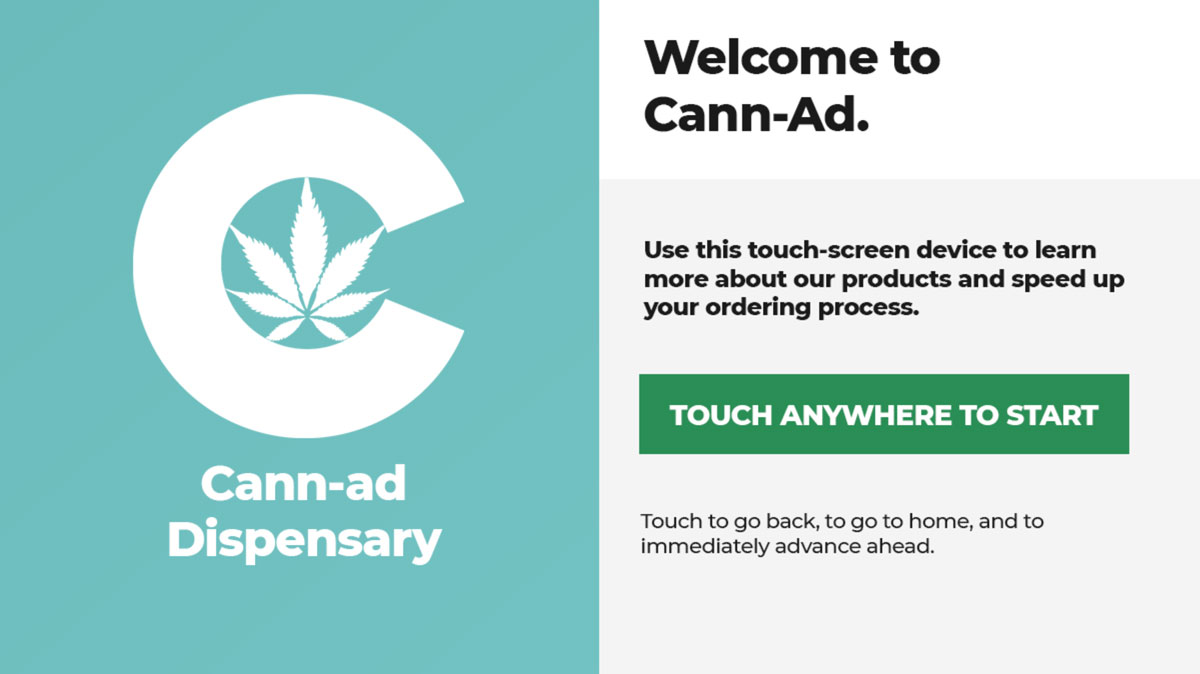 Cann-ad
Dispensary
Welcome to
Cann-Ad.
Use this touch-screen device to learn
more about our products and speed up
your ordering process.
TOUCH ANYWHERE TO START
Touch to go back, to go to home, and to
immediately advance ahead.